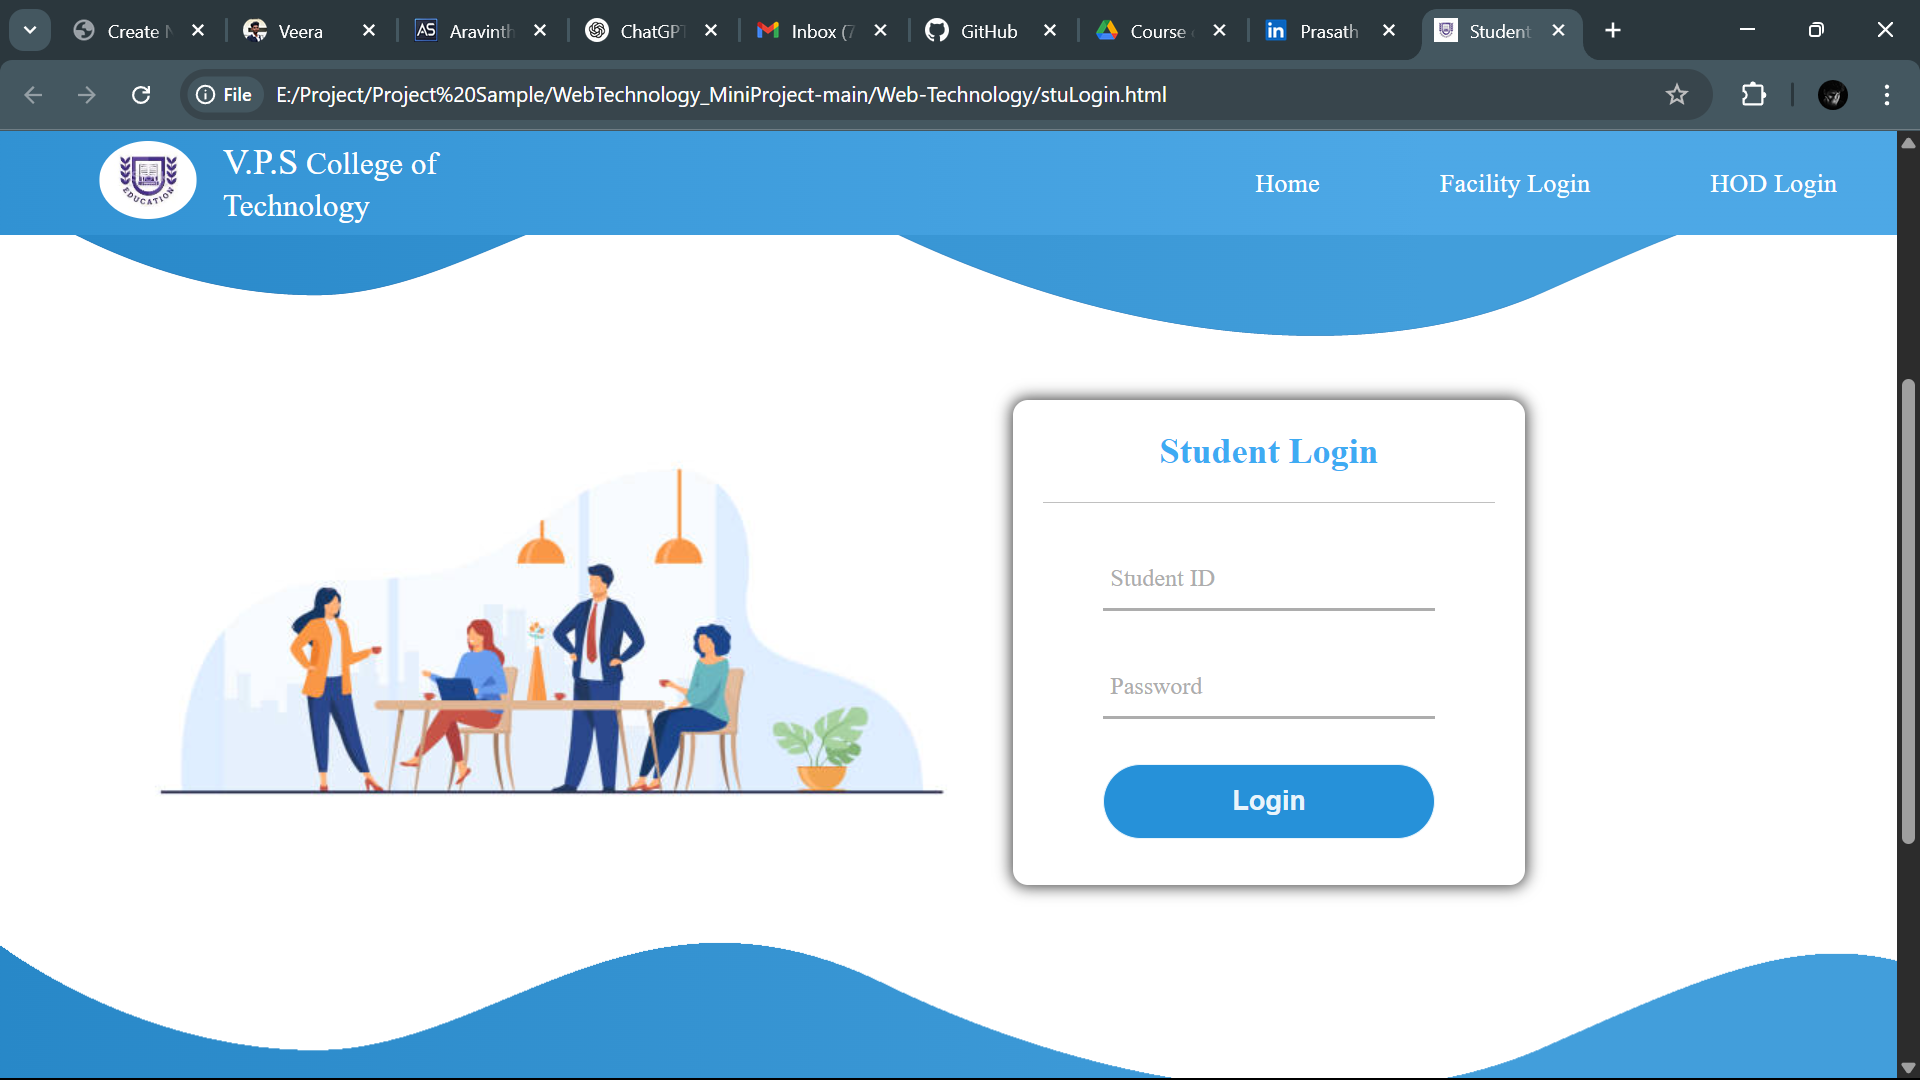 Create N
Veera
AS Aravinth
ChatGPT
Inbox (7
GitHub
Course
in Prasath
Student
File E:/Project/Project%20Sample/WebTechnology_MiniProject-main/Web-Technology/stuLogin.html
EDUCATION
V.P.S College of
Technology
Home
Facility Login
HOD Login
Student Login
Student ID
Password
Login